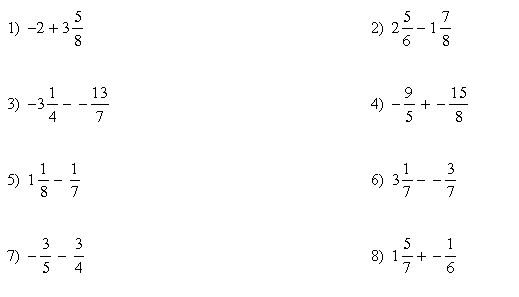 1) –2 + 3 5/8
2) 2 5/6 – 1 7/8
3) –3 1/4 – – 13/7
4) – 9/5 + – 15/8
5) 1 1/8 – 1/7
6) 3 1/7 – – 3/7
7) – 3/5 – 3/4
8) 1 5/7 + – 1/6